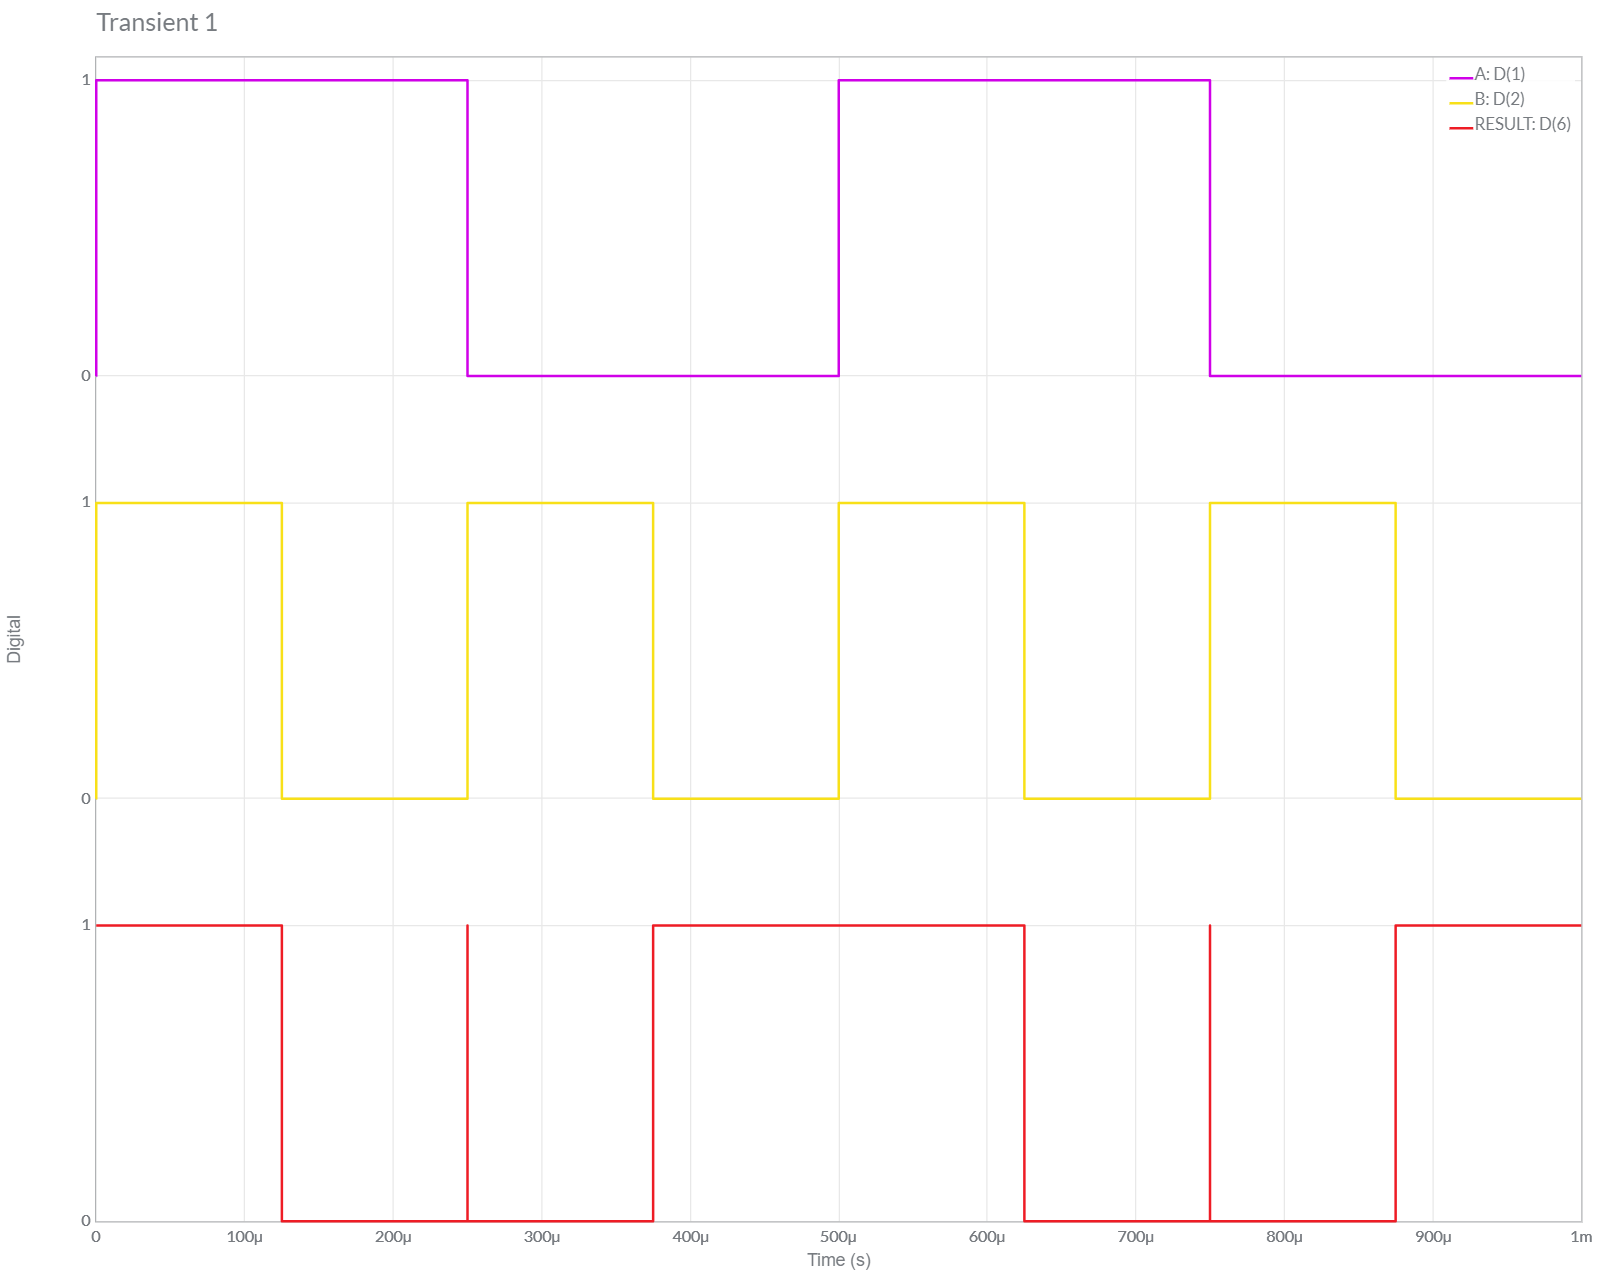 Transient 1
A: D(1)
B: D(2)
RESULT: D(6)
1
0
1
0
1
0
Digital
0 100µ 200µ 300µ 400µ 500µ 600µ 700µ 800µ 900µ 1m
Time (s)